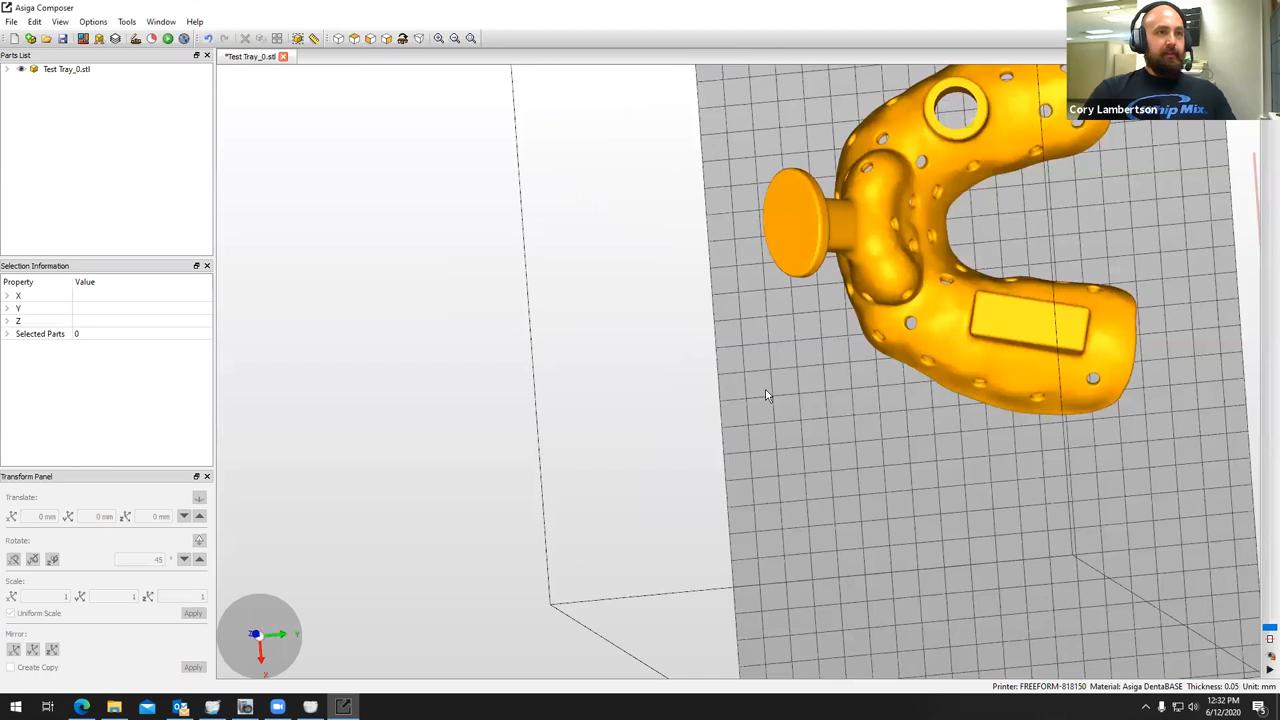 Asiga Composer
File Edit View Options Tools Window Help
Parts List
*Test Tray_0.stl
Test Tray_0.stl
Cory Lambertson
Selection Information
Property Value
X
Y
Z
Selected Parts 0
Transform Panel
Translate:
X 0 mm Y 0 mm Z 0 mm
Rotate:
45 °
Scale:
X 1 Y 1 Z 1
Uniform Scale Apply
Mirror:
Create Copy Apply
Z Y
X
Printer: FREEFORM-818150 Material: Asiga DentaBASE Thickness: 0.05 Unit: mm
12:32 PM
6/12/2020